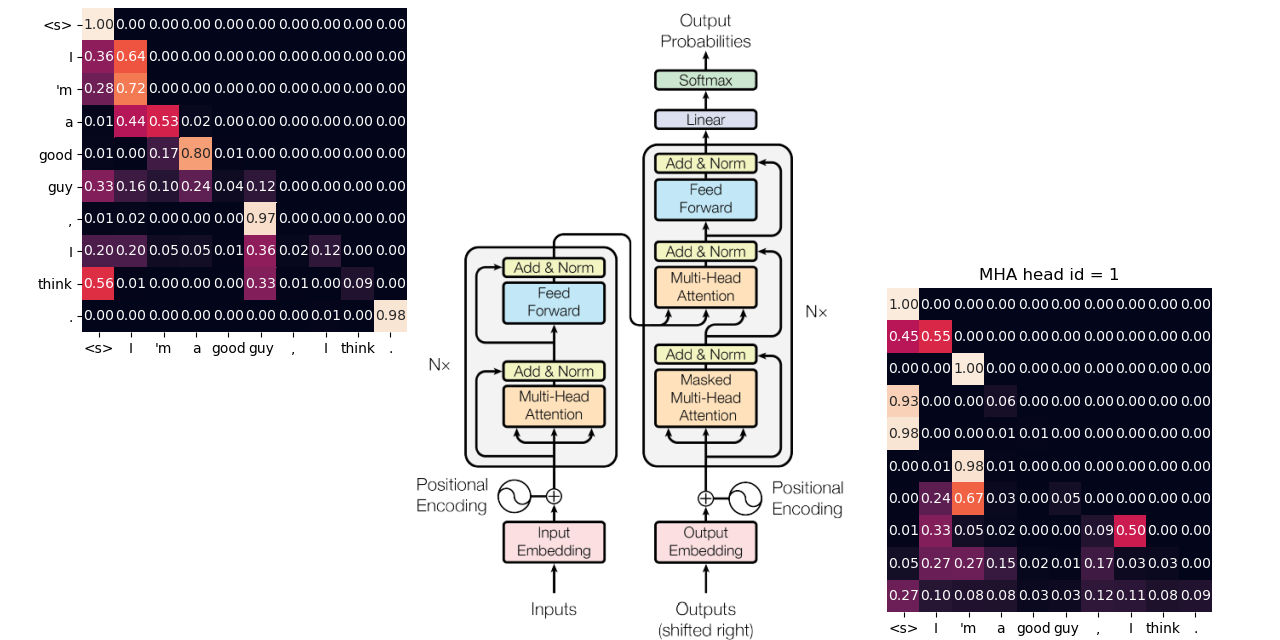 <s> 1.00 0.00 0.00 0.00 0.00 0.00 0.00 0.00 0.00 0.00
I 0.36 0.64 0.00 0.00 0.00 0.00 0.00 0.00 0.00 0.00
'm 0.28 0.72 0.00 0.00 0.00 0.00 0.00 0.00 0.00 0.00
a 0.01 0.44 0.53 0.02 0.00 0.00 0.00 0.00 0.00 0.00
good 0.01 0.00 0.17 0.80 0.01 0.00 0.00 0.00 0.00 0.00
guy 0.33 0.16 0.10 0.24 0.04 0.12 0.00 0.00 0.00 0.00
, 0.01 0.02 0.00 0.00 0.00 0.97 0.00 0.00 0.00 0.00
I 0.20 0.20 0.05 0.05 0.01 0.36 0.02 0.12 0.00 0.00
think 0.56 0.01 0.00 0.00 0.00 0.33 0.01 0.00 0.09 0.00
. 0.00 0.00 0.00 0.00 0.00 0.00 0.00 0.01 0.00 0.98
<s> I 'm a good guy , I think .
Output
Probabilities
Softmax
Linear
Add & Norm
Feed
Forward
Add & Norm
Multi-Head
Attention
Nx
Add & Norm
Masked
Multi-Head
Attention
Positional
Encoding
Output
Embedding
Outputs
(shifted right)
Add & Norm
Feed
Forward
Nx
Add & Norm
Multi-Head
Attention
Positional
Encoding
Input
Embedding
Inputs
MHA head id = 1
1.00 0.00 0.00 0.00 0.00 0.00 0.00 0.00 0.00 0.00
0.45 0.55 0.00 0.00 0.00 0.00 0.00 0.00 0.00 0.00
0.00 0.00 1.00 0.00 0.00 0.00 0.00 0.00 0.00 0.00
0.93 0.00 0.00 0.06 0.00 0.00 0.00 0.00 0.00 0.00
0.98 0.00 0.00 0.01 0.01 0.00 0.00 0.00 0.00 0.00
0.00 0.01 0.98 0.01 0.00 0.00 0.00 0.00 0.00 0.00
0.00 0.24 0.67 0.03 0.00 0.05 0.00 0.00 0.00 0.00
0.01 0.33 0.05 0.02 0.00 0.00 0.09 0.50 0.00 0.00
0.05 0.27 0.27 0.15 0.02 0.01 0.17 0.03 0.03 0.00
0.27 0.10 0.08 0.08 0.03 0.03 0.12 0.11 0.08 0.09
<s> I 'm a good guy , I think .